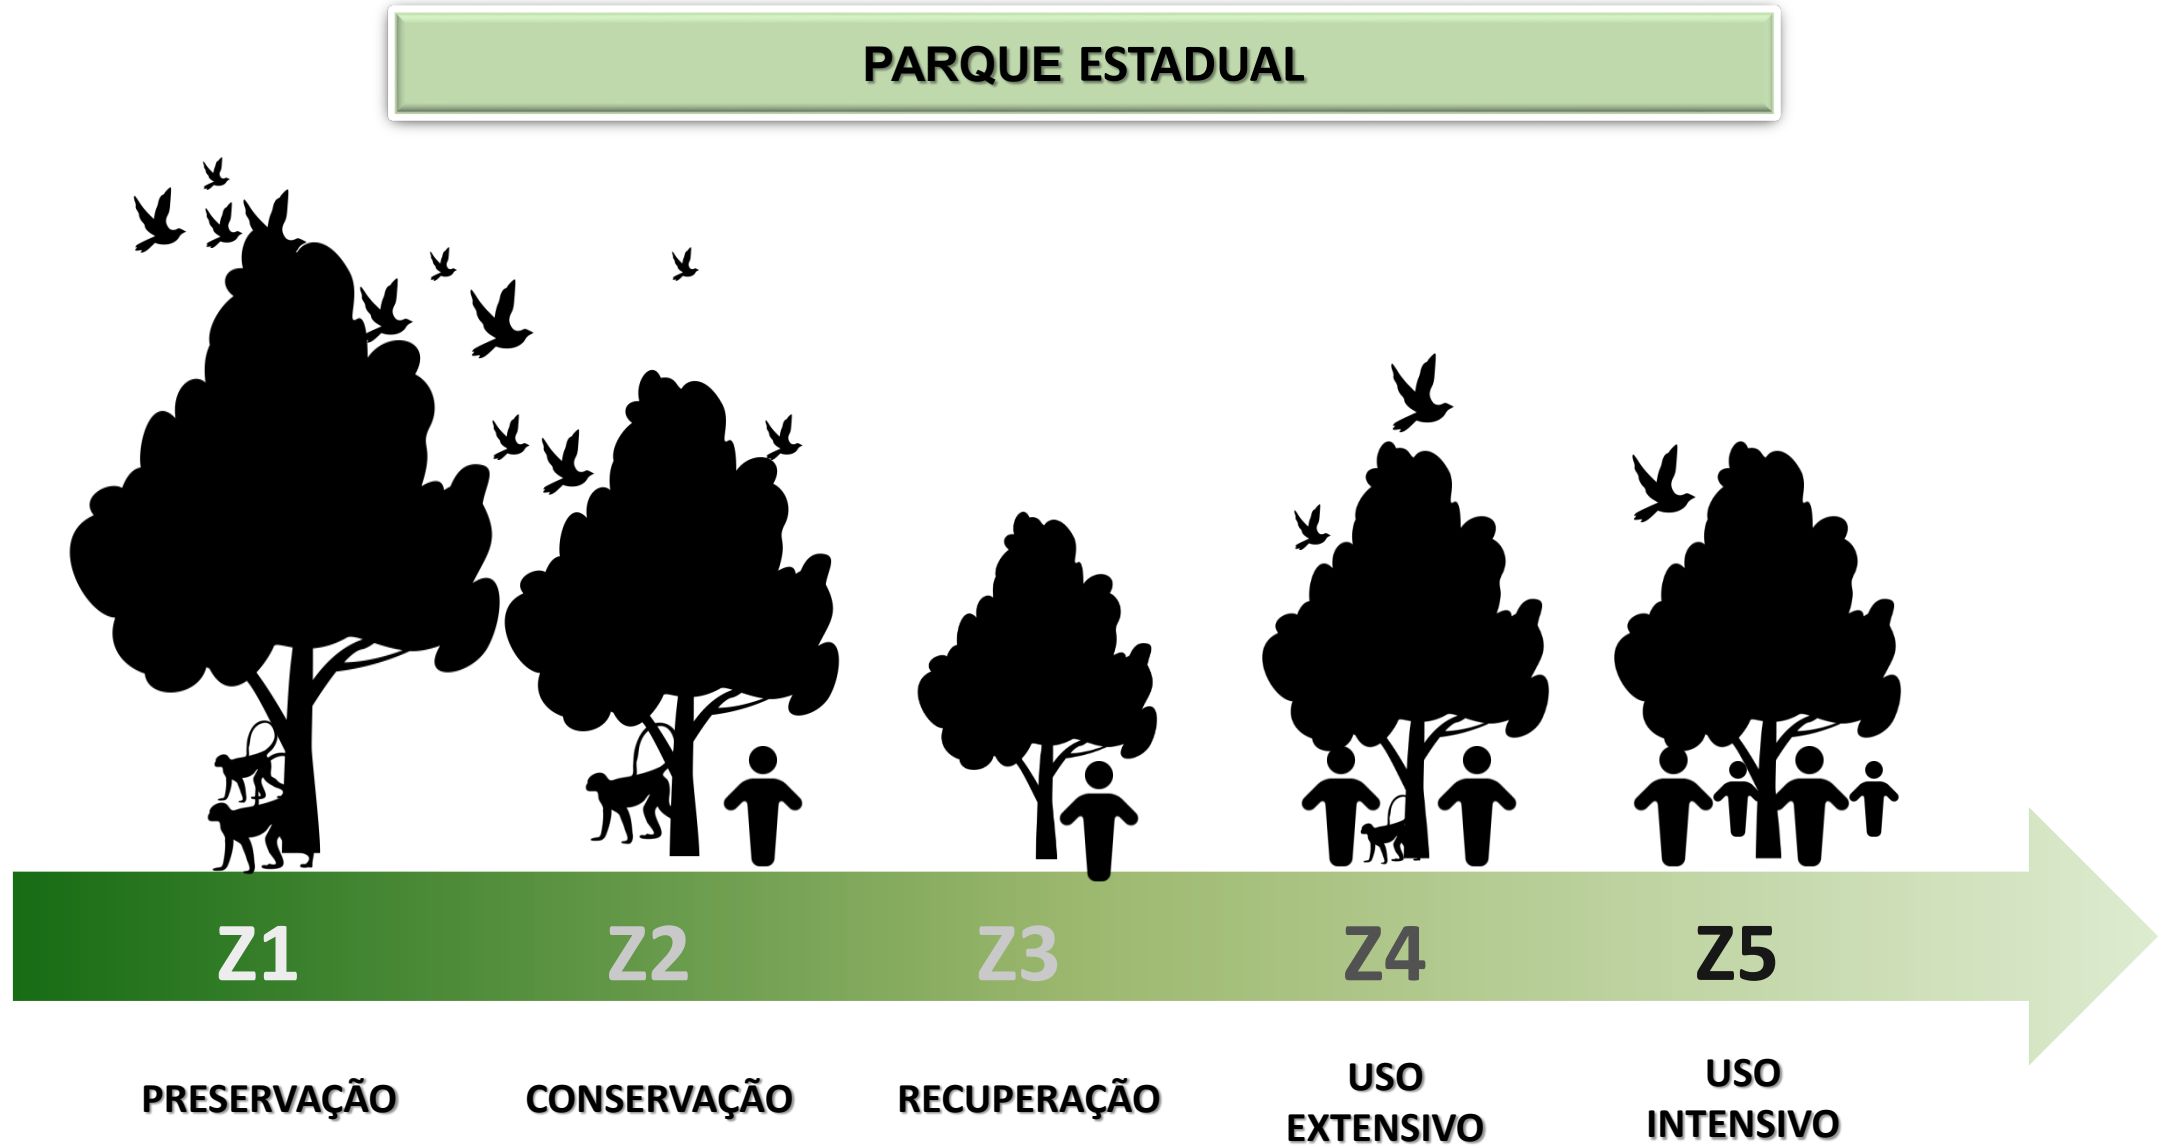 PARQUE ESTADUAL
Z1
Z2
Z3
Z4
Z5
PRESERVAÇÃO
CONSERVAÇÃO
RECUPERAÇÃO
USO
EXTENSIVO
USO
INTENSIVO